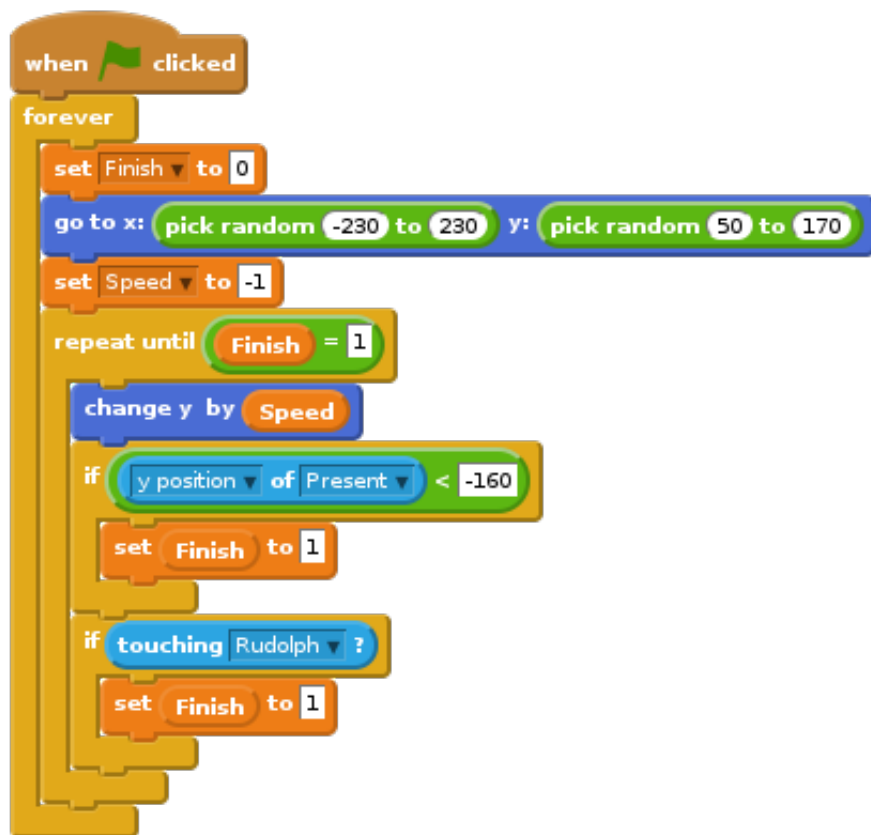 when clicked
forever
set Finish to 0
go to x: pick random -230 to 230 y: pick random 50 to 170
set Speed to -1
repeat until Finish = 1
change y by Speed
if y position of Present < -160
set Finish to 1
if touching Rudolph ?
set Finish to 1